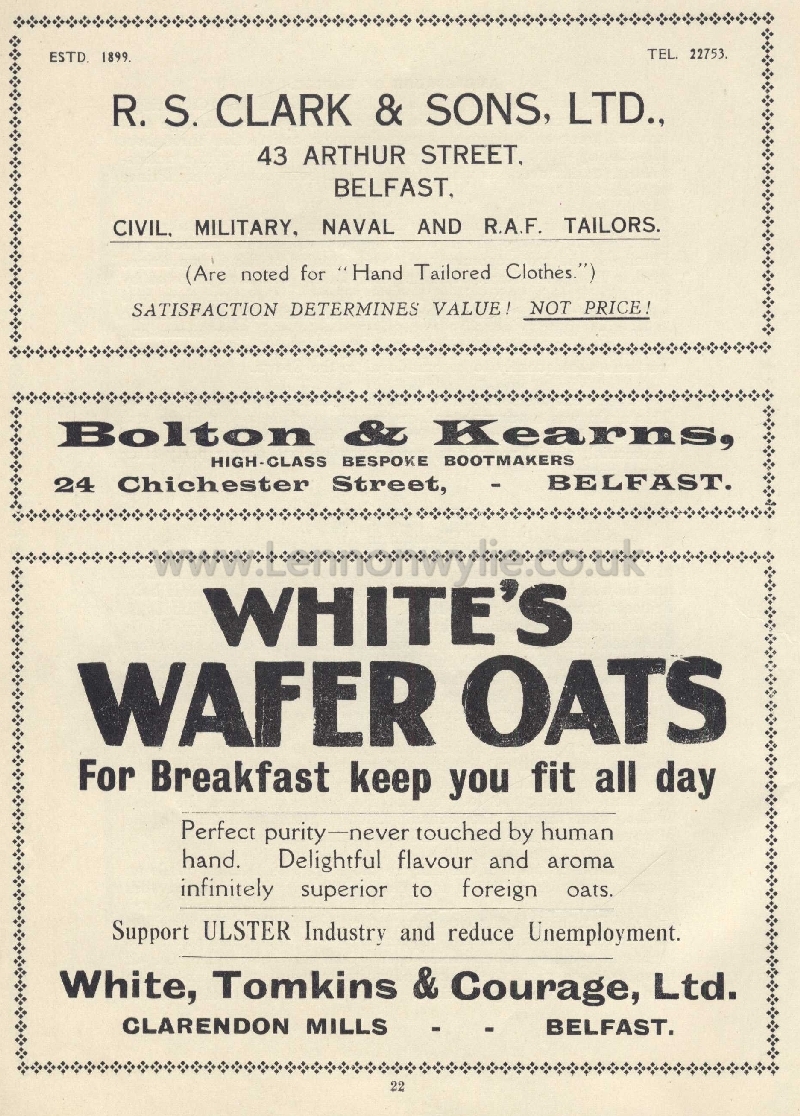 ESTD. 1899. TEL. 22753.
R. S. CLARK & SONS, LTD.,
43 ARTHUR STREET,
BELFAST,
CIVIL, MILITARY, NAVAL AND R.A.F. TAILORS.
(Are noted for "Hand Tailored Clothes.")
SATISFACTION DETERMINES VALUE! NOT PRICE!
Bolton & Kearns,
HIGH-CLASS BESPOKE BOOTMAKERS
24 Chichester Street, - BELFAST.
www.Lennonwylie.co.uk
WHITE'S
WAFER OATS
For Breakfast keep you fit all day
Perfect purity—never touched by human
hand. Delightful flavour and aroma
infinitely superior to foreign oats.
Support ULSTER Industry and reduce Unemployment.
White, Tomkins & Courage, Ltd.
CLARENDON MILLS - - BELFAST.
22